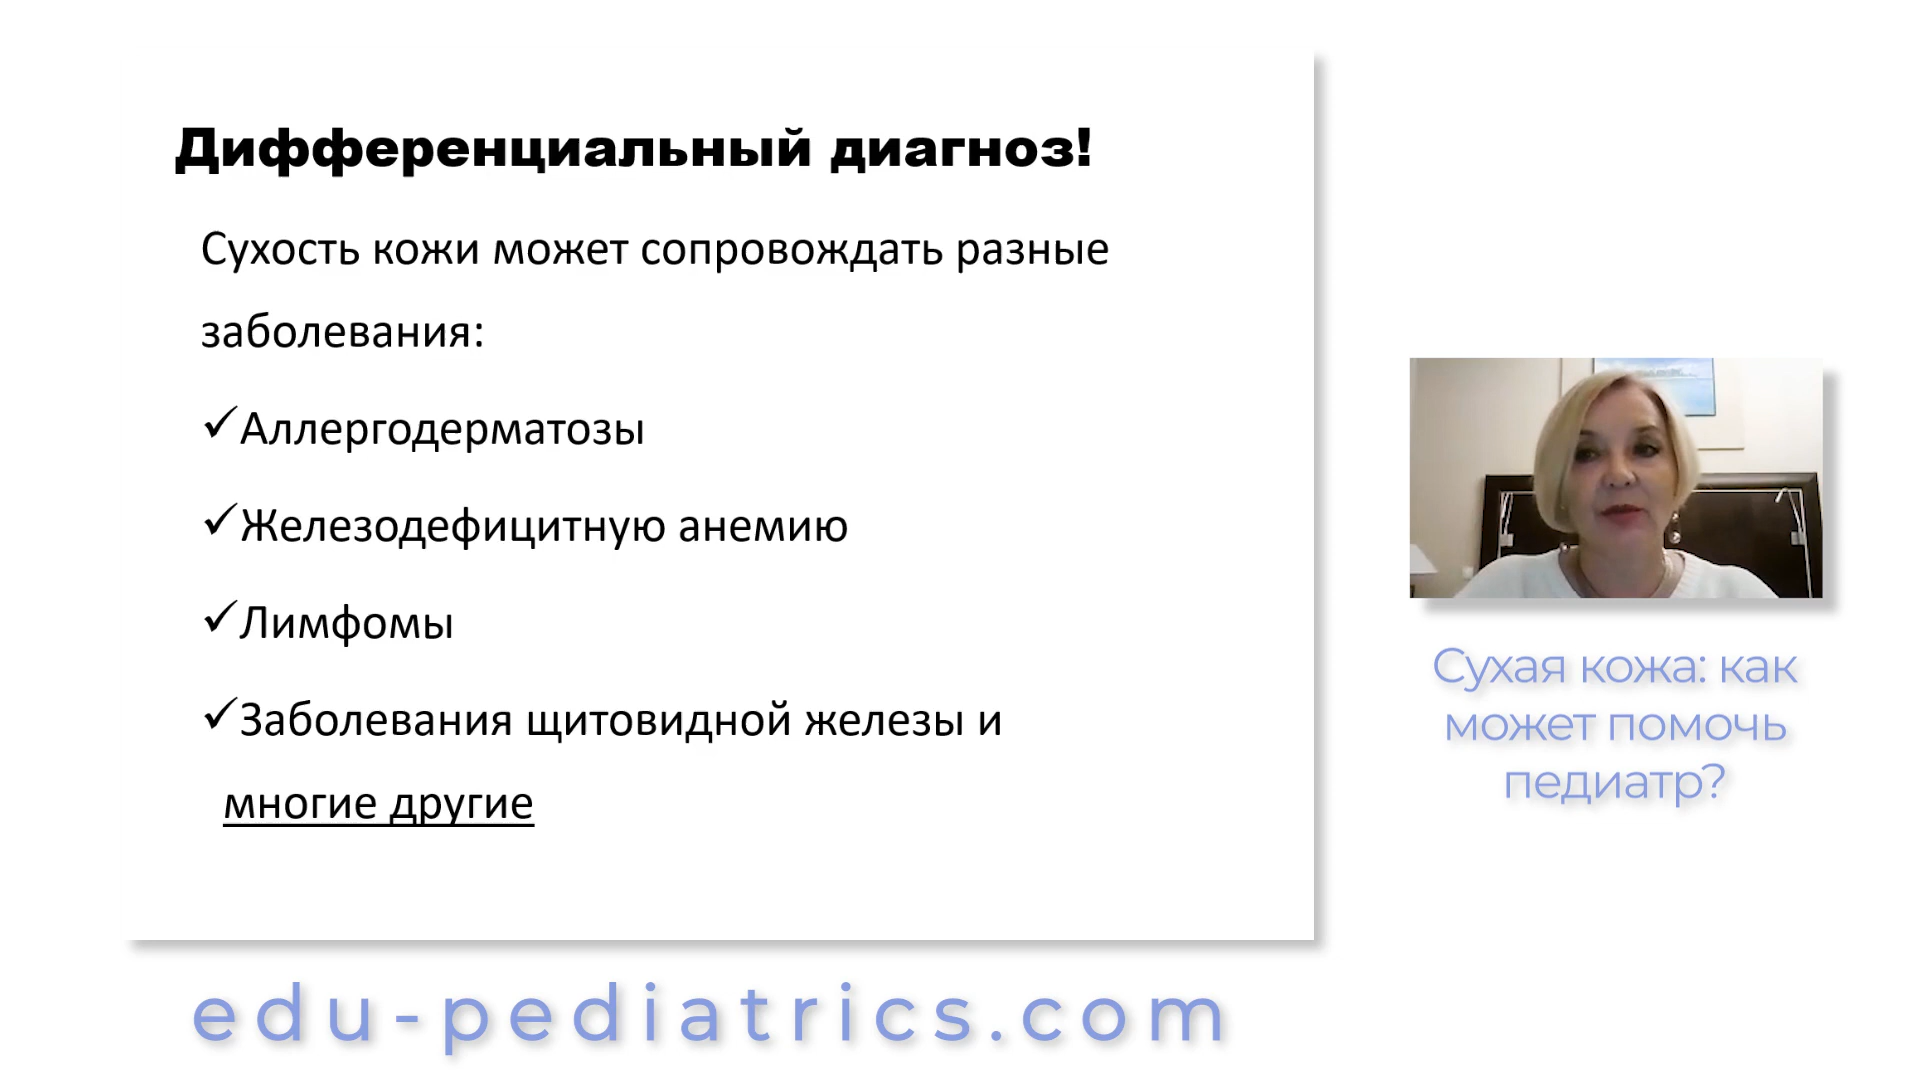 Дифференциальный диагноз!
Сухость кожи может сопровождать разные
заболевания:
✓Аллергодерматозы
✓Железодефицитную анемию
✓Лимфомы
✓Заболевания щитовидной железы и
многие другие
Сухая кожа: как
может помочь
педиатр?
edu-pediatrics.com